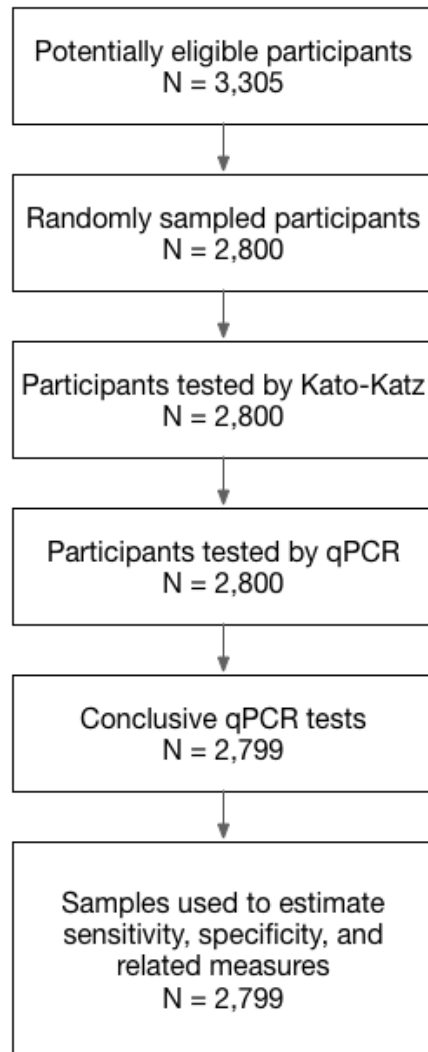 Potentially eligible participants
N = 3,305
Randomly sampled participants
N = 2,800
Participants tested by Kato-Katz
N = 2,800
Participants tested by qPCR
N = 2,800
Conclusive qPCR tests
N = 2,799
Samples used to estimate
sensitivity, specificity, and
related measures
N = 2,799